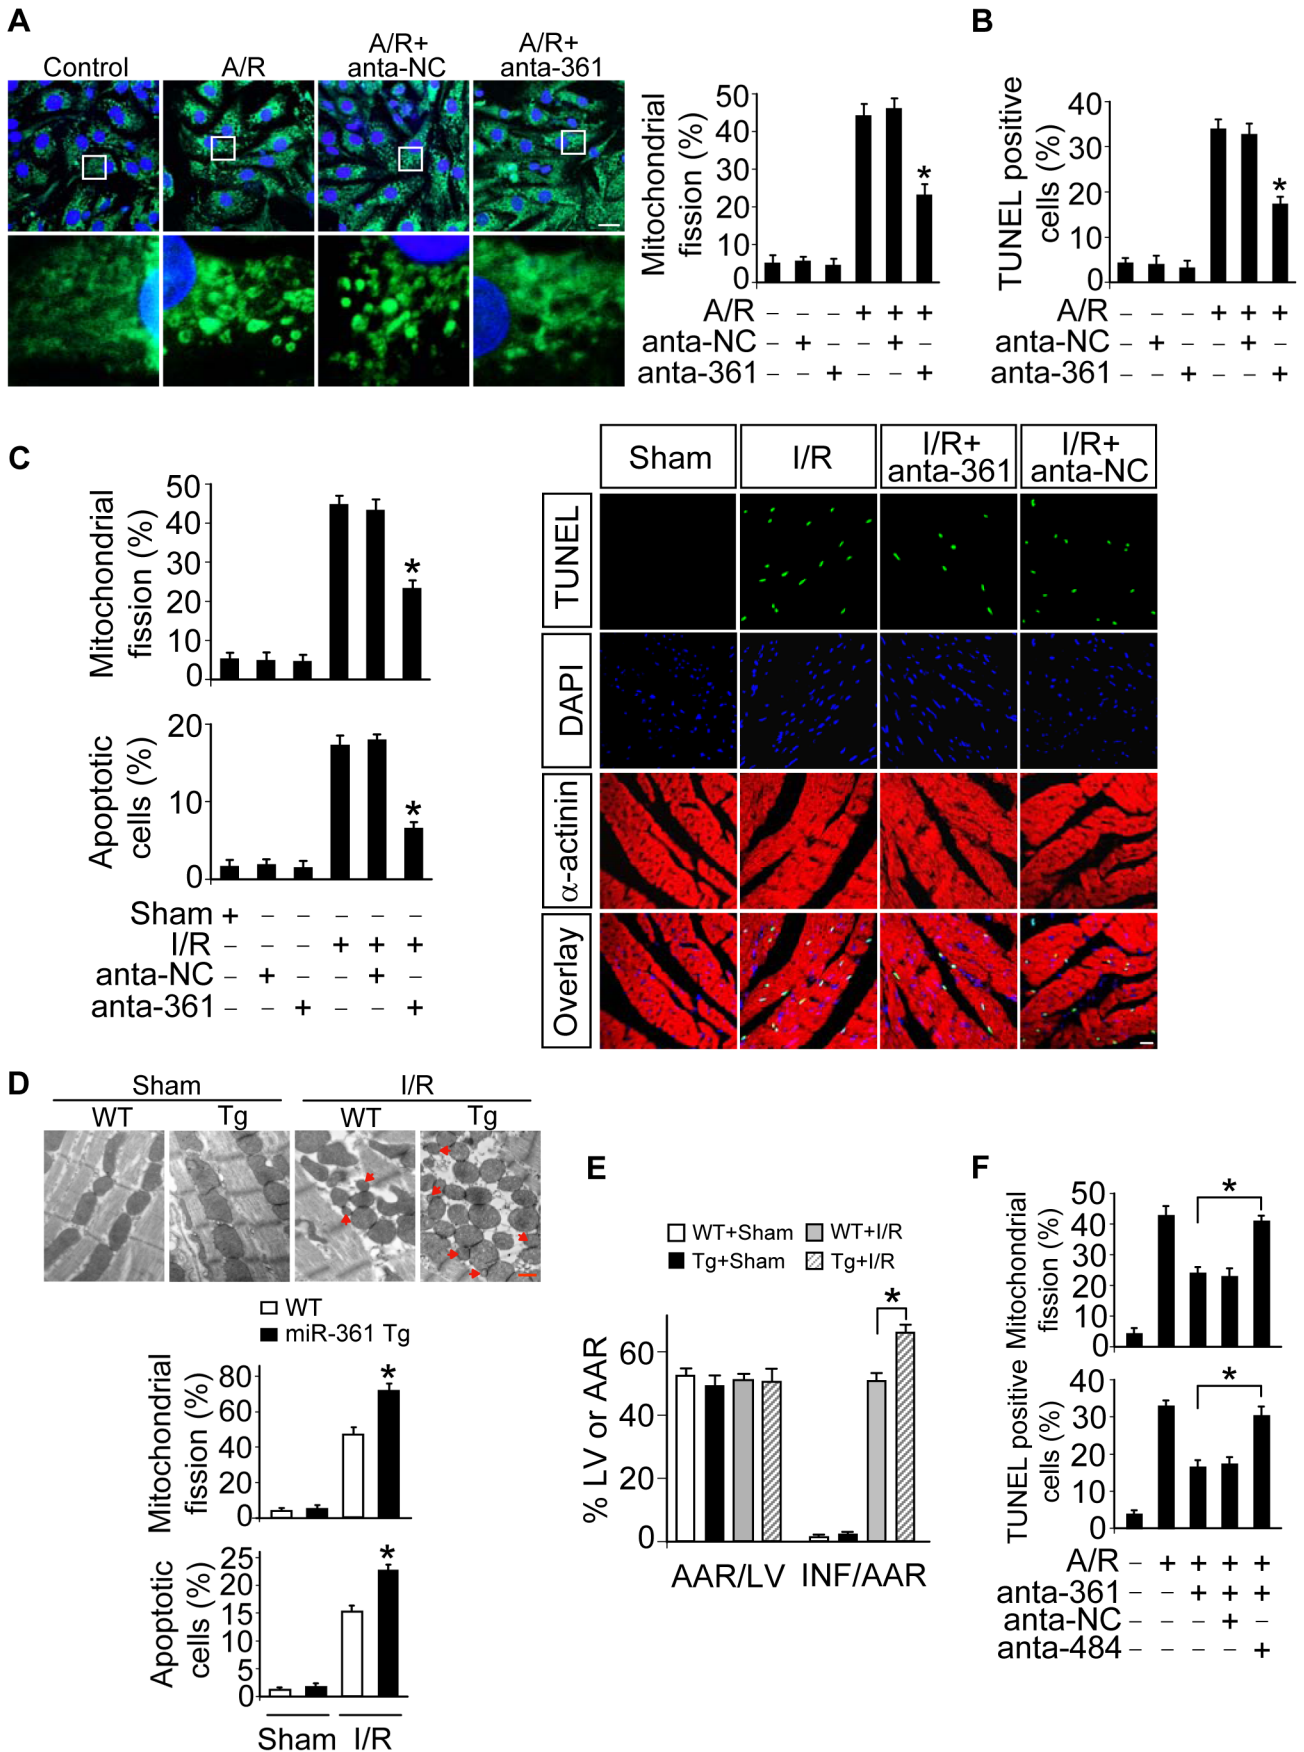 A
Control
A/R
A/R+
anta-NC
A/R+
anta-361
Mitochondrial
fission (%)
50
40
30
20
10
0
*
A/R – – – + + +
anta-NC – + – – + –
anta-361 – – + – – +
B
TUNEL positive
cells (%)
40
30
20
10
0
*
A/R – – – + + +
anta-NC – + – – + –
anta-361 – – + – – +
C
Mitochondrial
fission (%)
50
40
30
20
10
0
*
Apoptotic
cells (%)
20
10
0
*
Sham + – – – – –
I/R – – – + + +
anta-NC – + – – + –
anta-361 – – + – – +
Sham
I/R
I/R+
anta-361
I/R+
anta-NC
TUNEL
DAPI
α-actinin
Overlay
D
Sham
I/R
WT
Tg
WT
Tg
WT
miR-361 Tg
Mitochondrial
fission (%)
80
60
40
20
0
*
Apoptotic
cells (%)
25
20
15
10
5
0
*
Sham
I/R
E
WT+Sham
WT+I/R
Tg+Sham
Tg+I/R
% LV or AAR
60
40
20
0
*
AAR/LV
INF/AAR
F
Mitochondrial
fission (%)
50
40
30
20
10
0
*
TUNEL positive
cells (%)
40
30
20
10
0
*
A/R – + + + +
anta-361 – – + + +
anta-NC – – – + –
anta-484 – – – – +